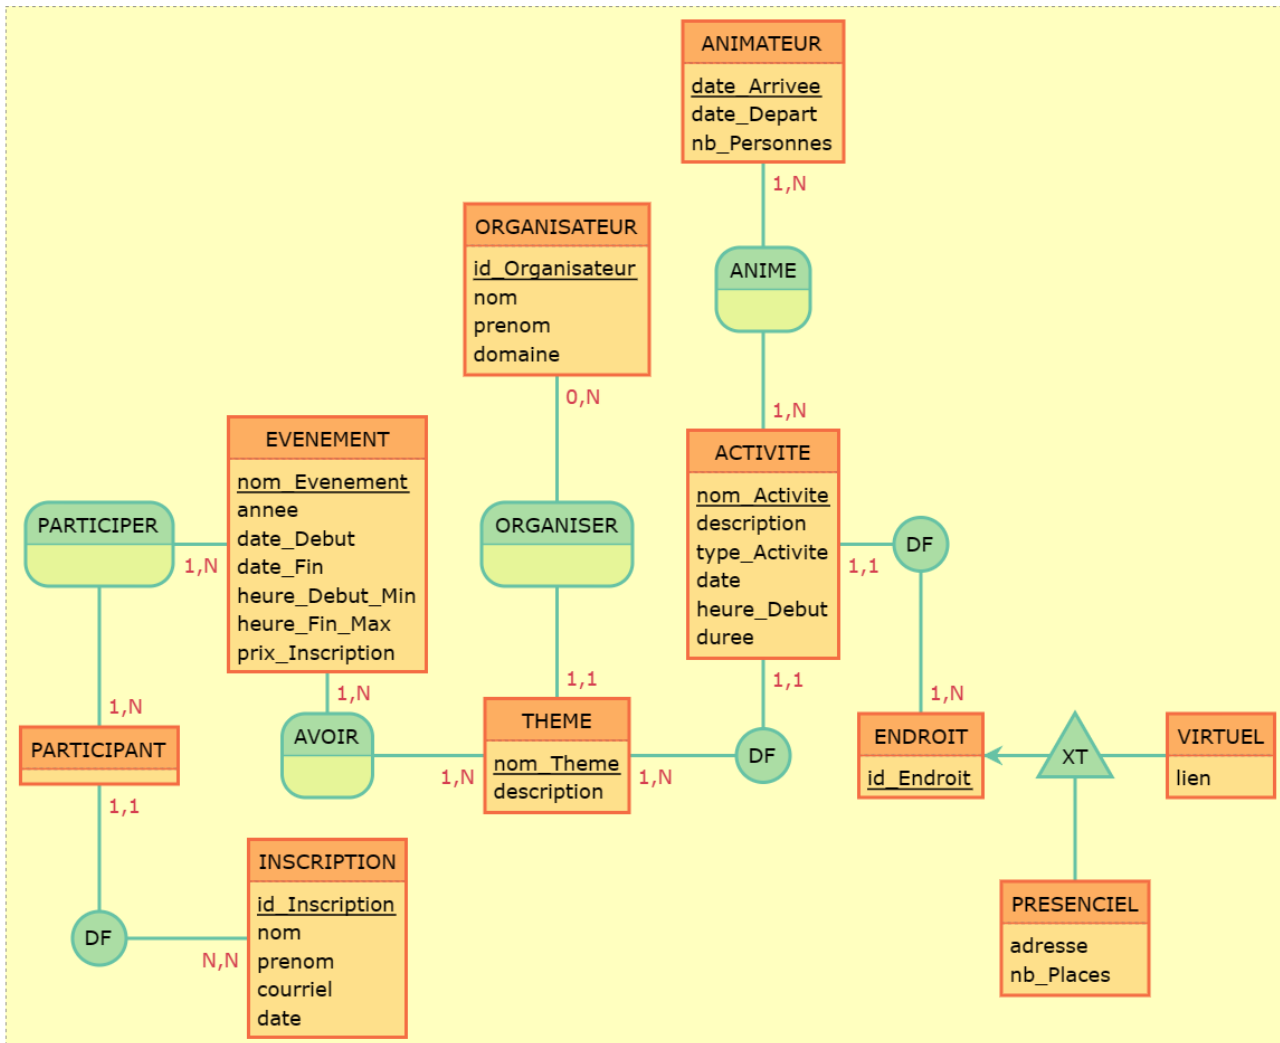 ANIMATEUR
date_Arrivee
date_Depart
nb_Personnes
1,N
ANIME
1,N
ORGANISATEUR
id_Organisateur
nom
prenom
domaine
0,N
ORGANISER
1,1
EVENEMENT
nom_Evenement
annee
date_Debut
date_Fin
heure_Debut_Min
heure_Fin_Max
prix_Inscription
PARTICIPER
1,N
1,N
1,N
ACTIVITE
nom_Activite
description
type_Activite
date
heure_Debut
duree
1,1
DF
1,1
1,N
PARTICIPANT
1,1
AVOIR
1,N
THEME
nom_Theme
description
1,N
DF
ENDROIT
id_Endroit
XT
VIRTUEL
lien
PRESENCIEL
adresse
nb_Places
INSCRIPTION
id_Inscription
nom
prenom
courriel
date
DF
N,N